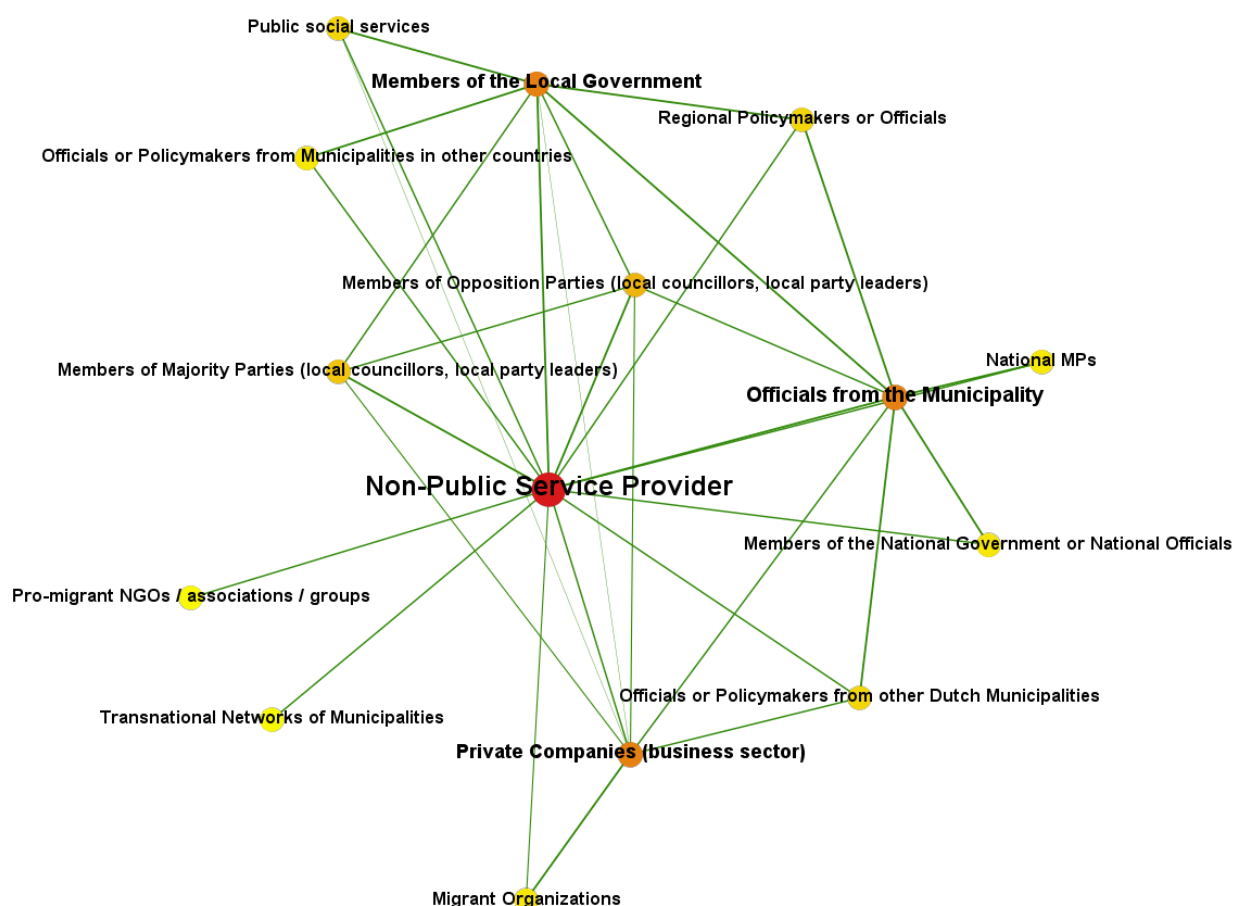 Public social services
Members of the Local Government
Regional Policymakers or Officials
Officials or Policymakers from Municipalities in other countries
Members of Opposition Parties (local councillors, local party leaders)
National MPs
Members of Majority Parties (local councillors, local party leaders)
Officials from the Municipality
Non-Public Service Provider
Members of the National Government or National Officials
Pro-migrant NGOs / associations / groups
Officials or Policymakers from other Dutch Municipalities
Transnational Networks of Municipalities
Private Companies (business sector)
Migrant Organizations